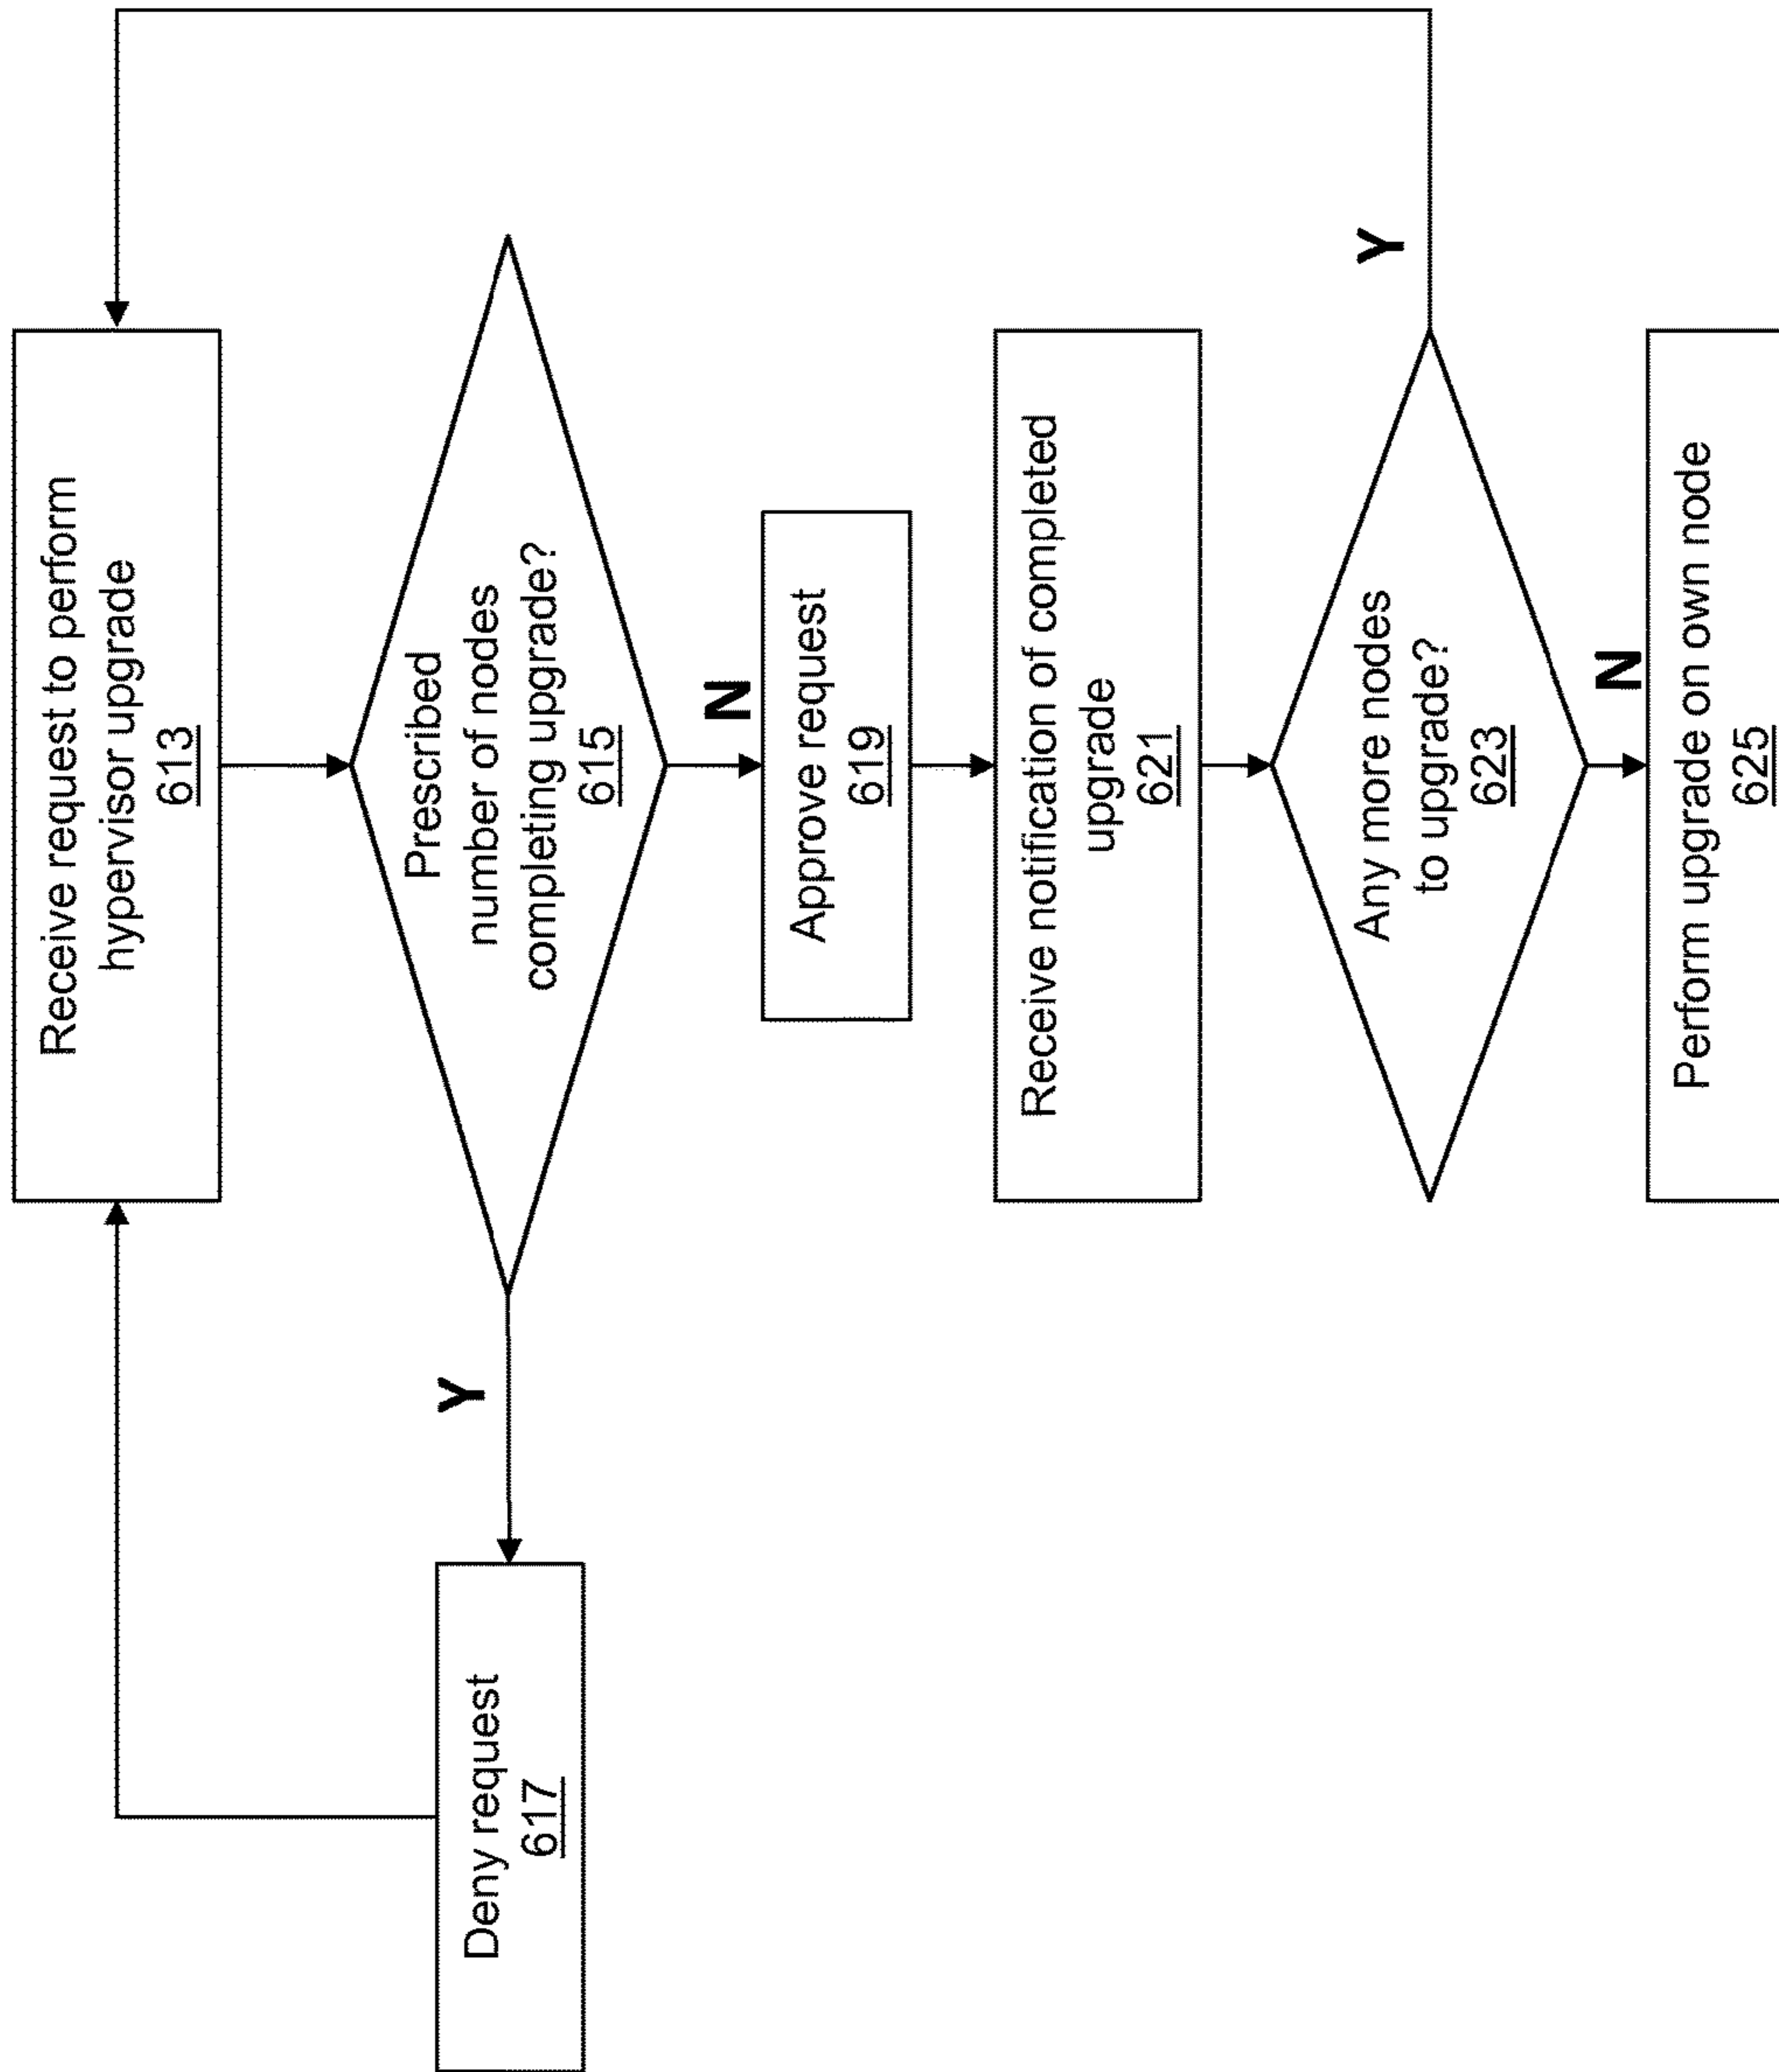 Receive request to perform
hypervisor upgrade
613
Prescribed
number of nodes
completing upgrade?
615
Y
Deny request
617
N
Approve request
619
Receive notification of completed
upgrade
621
Any more nodes
to upgrade?
623
Y
N
Perform upgrade on own node
625